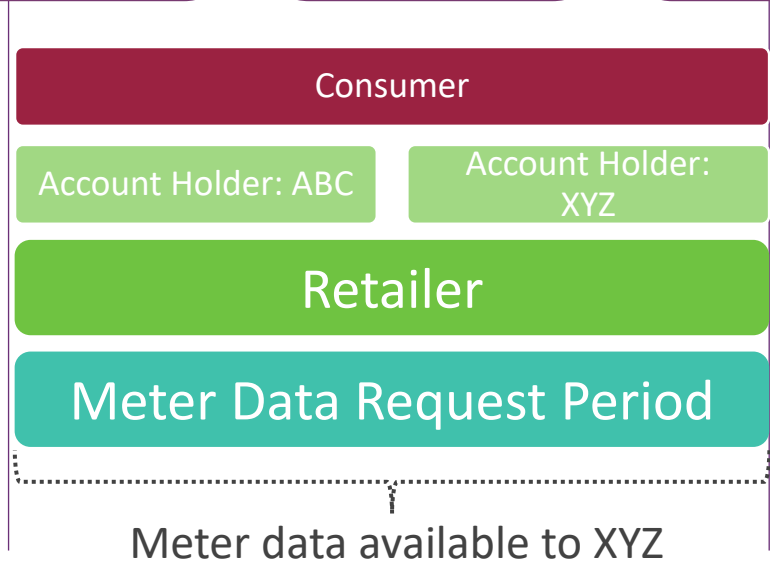 Consumer
Account Holder: ABC
Account Holder:
XYZ
Retailer
Meter Data Request Period
Meter data available to XYZ